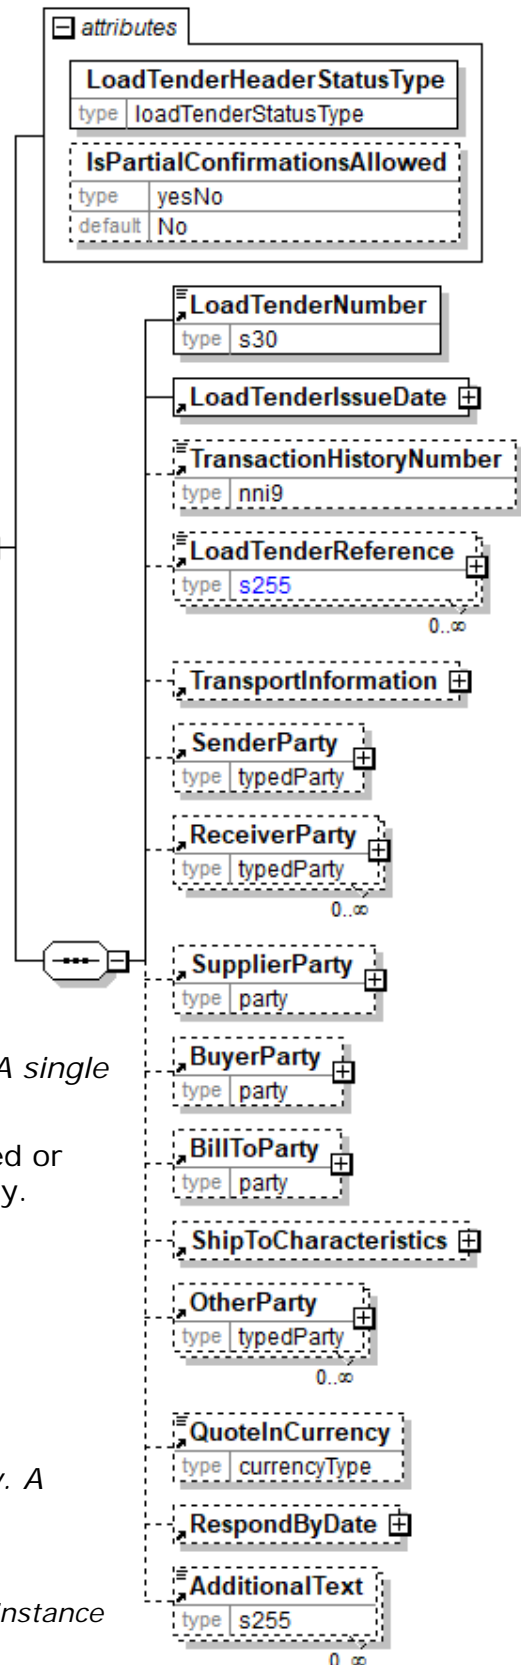 attributes
LoadTenderHeaderStatusType
type loadTenderStatusType
IsPartialConfirmationsAllowed
type yesNo
default No
LoadTenderNumber
type s30
LoadTenderIssueDate
TransactionHistoryNumber
type nni9
LoadTenderReference
type s255
0..∞
TransportInformation
SenderParty
type typedParty
ReceiverParty
type typedParty
0..∞
SupplierParty
type party
A single
BuyerParty
type party
ed or
BillToParty
type party
y.
ShipToCharacteristics
OtherParty
type typedParty
0..∞
QuoteInCurrency
type currencyType
y. A
RespondByDate
AdditionalText
type s255
instance
0..∞